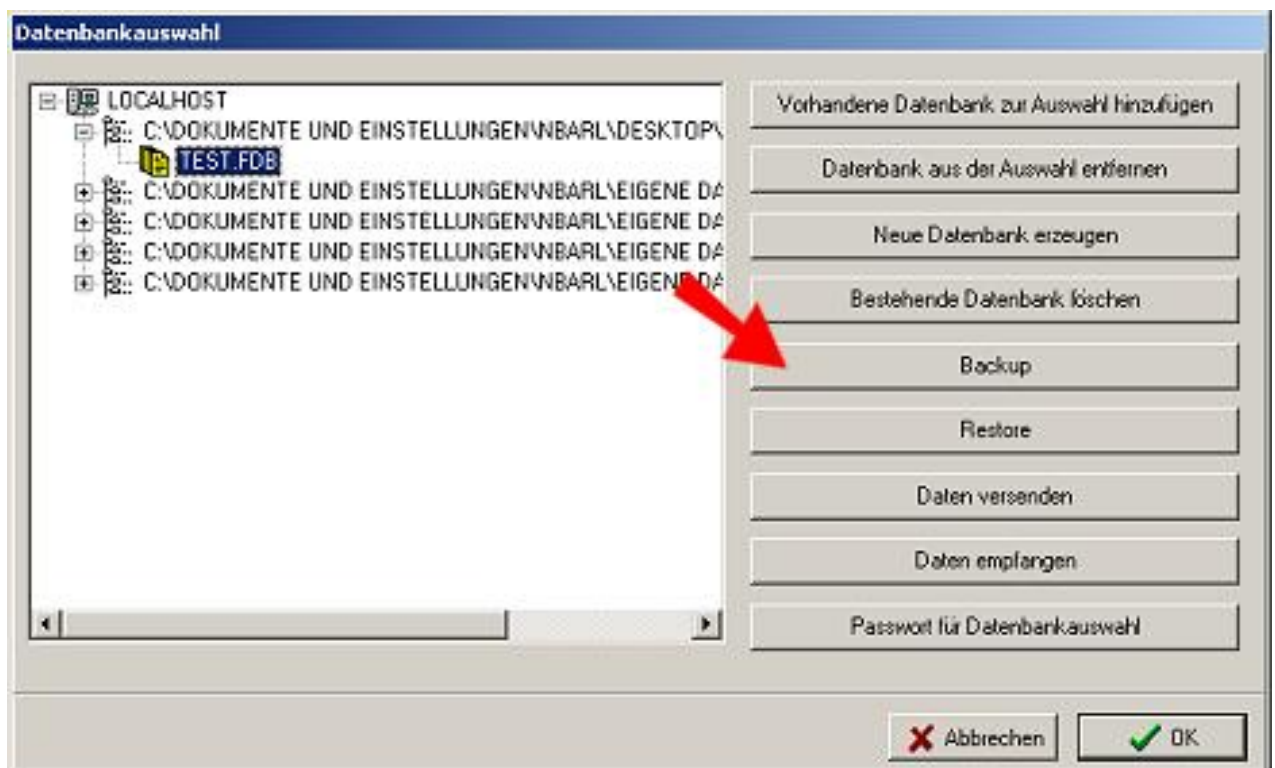 Datenbankauswahl
LOCALHOST
C:\DOKUMENTE UND EINSTELLUNGEN\NBARL\DESKTOP\
TEST.FDB
C:\DOKUMENTE UND EINSTELLUNGEN\NBARL\EIGENE DA
C:\DOKUMENTE UND EINSTELLUNGEN\NBARL\EIGENE DA
C:\DOKUMENTE UND EINSTELLUNGEN\NBARL\EIGENE DA
C:\DOKUMENTE UND EINSTELLUNGEN\NBARL\EIGENE DA
Vorhandene Datenbank zur Auswahl hinzufügen
Datenbank aus der Auswahl entfernen
Neue Datenbank erzeugen
Bestehende Datenbank löschen
Backup
Restore
Daten versenden
Daten empfangen
Passwort für Datenbankauswahl
Abbrechen
OK